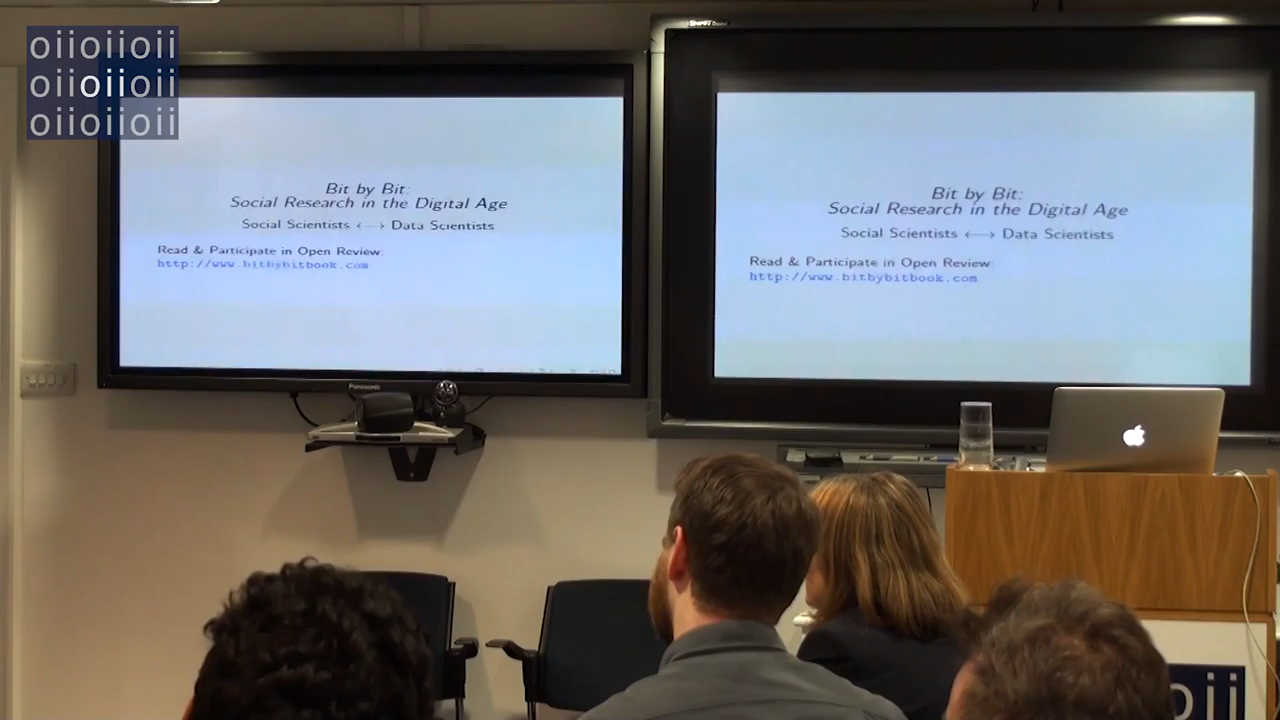 oiioiioii
oiioiioii
oiioiioii
Bit by Bit:
Social Research in the Digital Age
Social Scientists ⟷ Data Scientists
Read & Participate in Open Review:
http://www.bitbybitbook.com
Panasonic
Bit by Bit:
Social Research in the Digital Age
Social Scientists ⟷ Data Scientists
Read & Participate in Open Review:
http://www.bitbybitbook.com
oii